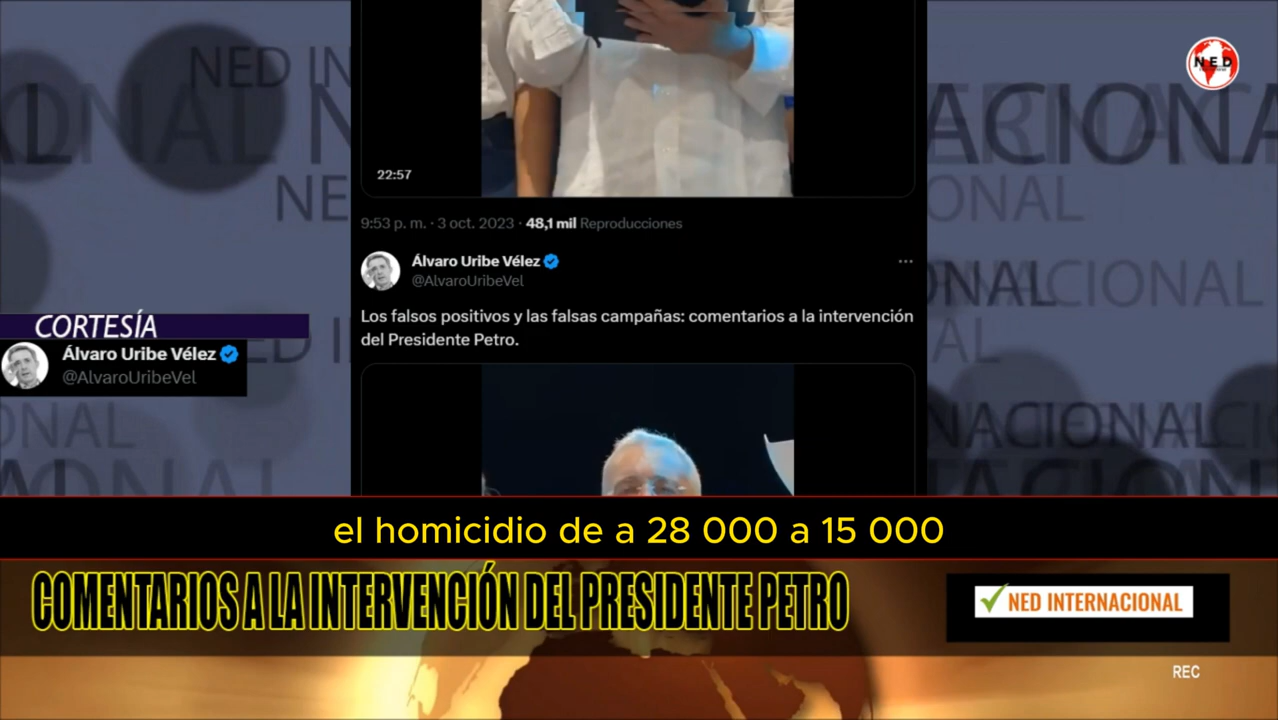 NED
22:57
9:53 p. m. · 3 oct. 2023 · 48,1 mil Reproducciones
Álvaro Uribe Vélez
@AlvaroUribeVel
Los falsos positivos y las falsas campañas: comentarios a la intervención
del Presidente Petro.
CORTESÍA
Álvaro Uribe Vélez
@AlvaroUribeVel
el homicidio de a 28 000 a 15 000
COMENTARIOS A LA INTERVENCIÓN DEL PRESIDENTE PETRO
NED INTERNACIONAL
REC